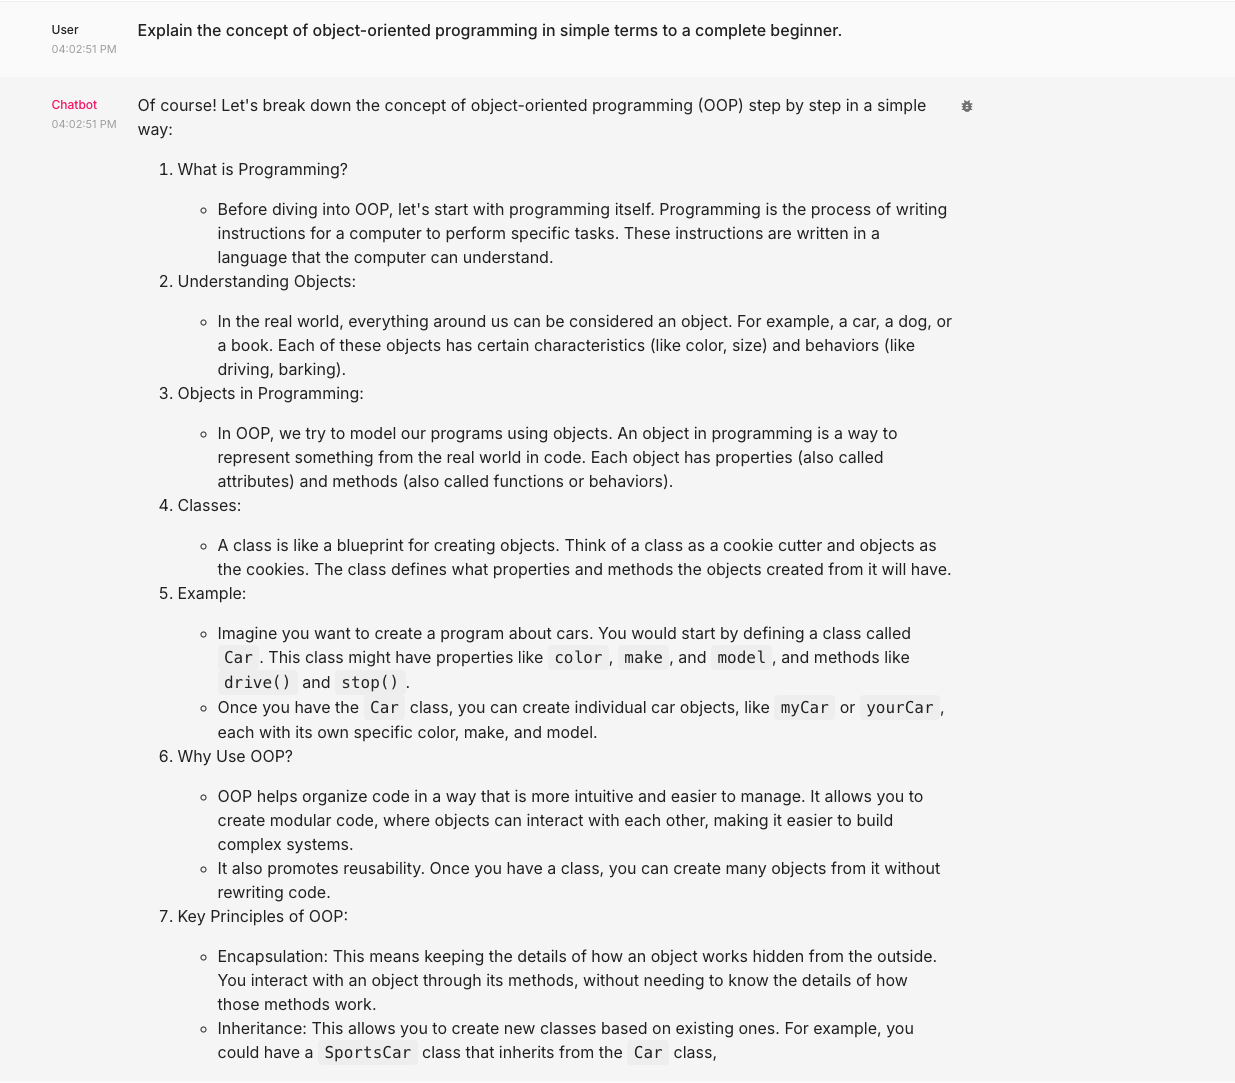 User
04:02:51 PM
Explain the concept of object-oriented programming in simple terms to a complete beginner.
Chatbot
04:02:51 PM
Of course! Let's break down the concept of object-oriented programming (OOP) step by step in a simple
way:
1. What is Programming?
◦ Before diving into OOP, let's start with programming itself. Programming is the process of writing
instructions for a computer to perform specific tasks. These instructions are written in a
language that the computer can understand.
2. Understanding Objects:
◦ In the real world, everything around us can be considered an object. For example, a car, a dog, or
a book. Each of these objects has certain characteristics (like color, size) and behaviors (like
driving, barking).
3. Objects in Programming:
◦ In OOP, we try to model our programs using objects. An object in programming is a way to
represent something from the real world in code. Each object has properties (also called
attributes) and methods (also called functions or behaviors).
4. Classes:
◦ A class is like a blueprint for creating objects. Think of a class as a cookie cutter and objects as
the cookies. The class defines what properties and methods the objects created from it will have.
5. Example:
◦ Imagine you want to create a program about cars. You would start by defining a class called
Car. This class might have properties like color, make, and model, and methods like
drive() and stop().
◦ Once you have the Car class, you can create individual car objects, like myCar or yourCar,
each with its own specific color, make, and model.
6. Why Use OOP?
◦ OOP helps organize code in a way that is more intuitive and easier to manage. It allows you to
create modular code, where objects can interact with each other, making it easier to build
complex systems.
◦ It also promotes reusability. Once you have a class, you can create many objects from it without
rewriting code.
7. Key Principles of OOP:
◦ Encapsulation: This means keeping the details of how an object works hidden from the outside.
You interact with an object through its methods, without needing to know the details of how
those methods work.
◦ Inheritance: This allows you to create new classes based on existing ones. For example, you
could have a SportsCar class that inherits from the Car class,